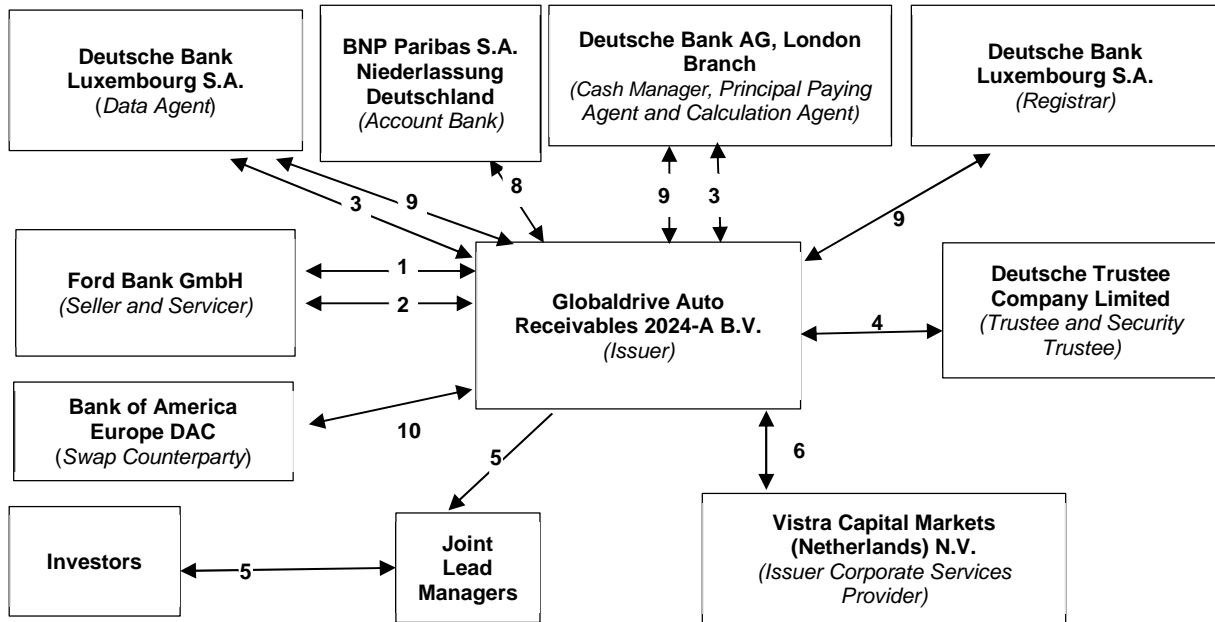 Deutsche Bank
Luxembourg S.A.
(Data Agent)
BNP Paribas S.A.
Niederlassung
Deutschland
(Account Bank)
Deutsche Bank AG, London
Branch
(Cash Manager, Principal Paying
Agent and Calculation Agent)
Deutsche Bank
Luxembourg S.A.
(Registrar)
3
9
8
9
3
9
Ford Bank GmbH
(Seller and Servicer)
1
2
Globaldrive Auto
Receivables 2024-A B.V.
(Issuer)
4
Deutsche Trustee
Company Limited
(Trustee and Security
Trustee)
Bank of America
Europe DAC
(Swap Counterparty)
10
5
6
Investors
5
Joint
Lead
Managers
Vistra Capital Markets
(Netherlands) N.V.
(Issuer Corporate Services
Provider)